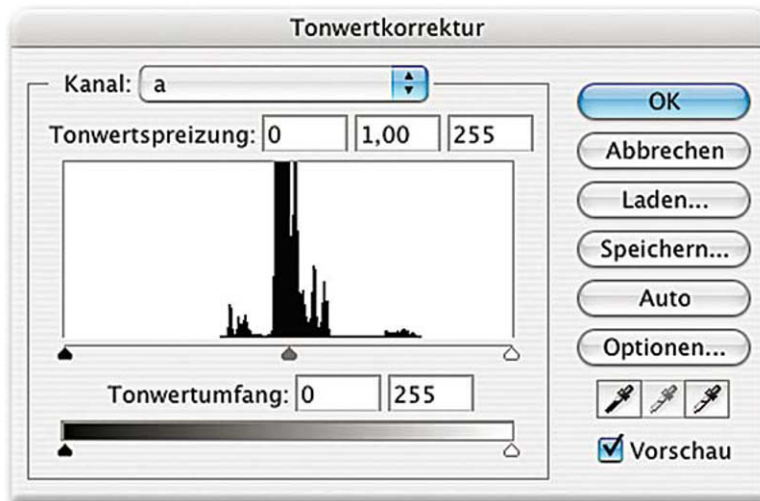 Tonwertkorrektur
Kanal: a
Tonwertspreizung: 0 1,00 255
Tonwertumfang: 0 255
OK
Abbrechen
Laden...
Speichern...
Auto
Optionen...
Vorschau